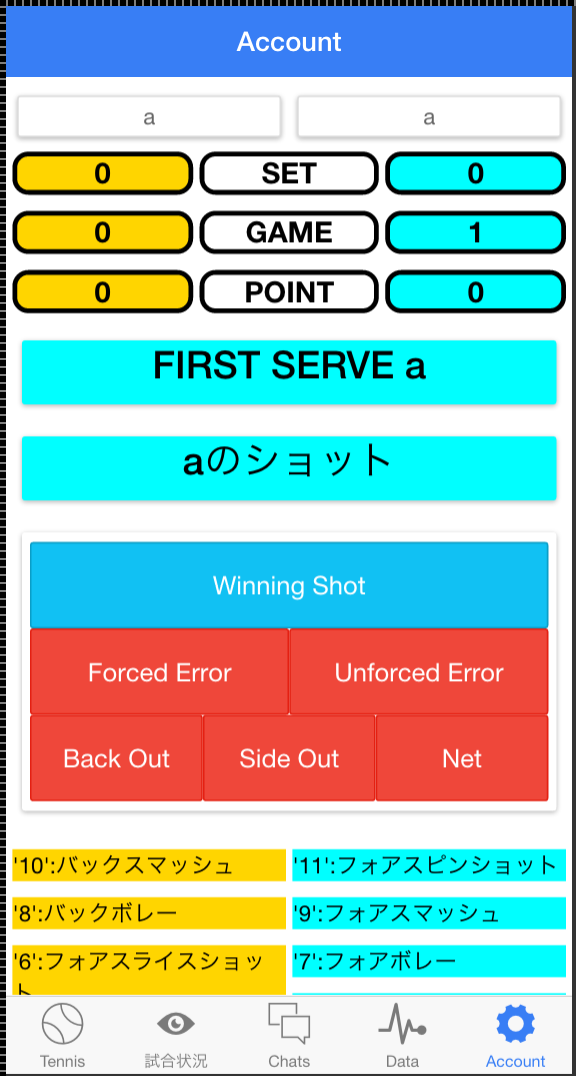 Account
a a
0 SET 0
0 GAME 1
0 POINT 0
FIRST SERVE a
aのショット
Winning Shot
Forced Error Unforced Error
Back Out Side Out Net
'10':バックスマッシュ '11':フォアスピンショット
'8':バックボレー '9':フォアスマッシュ
'6':フォアスライスショッ '7':フォアボレー
ト
Tennis 試合状況 Chats Data Account